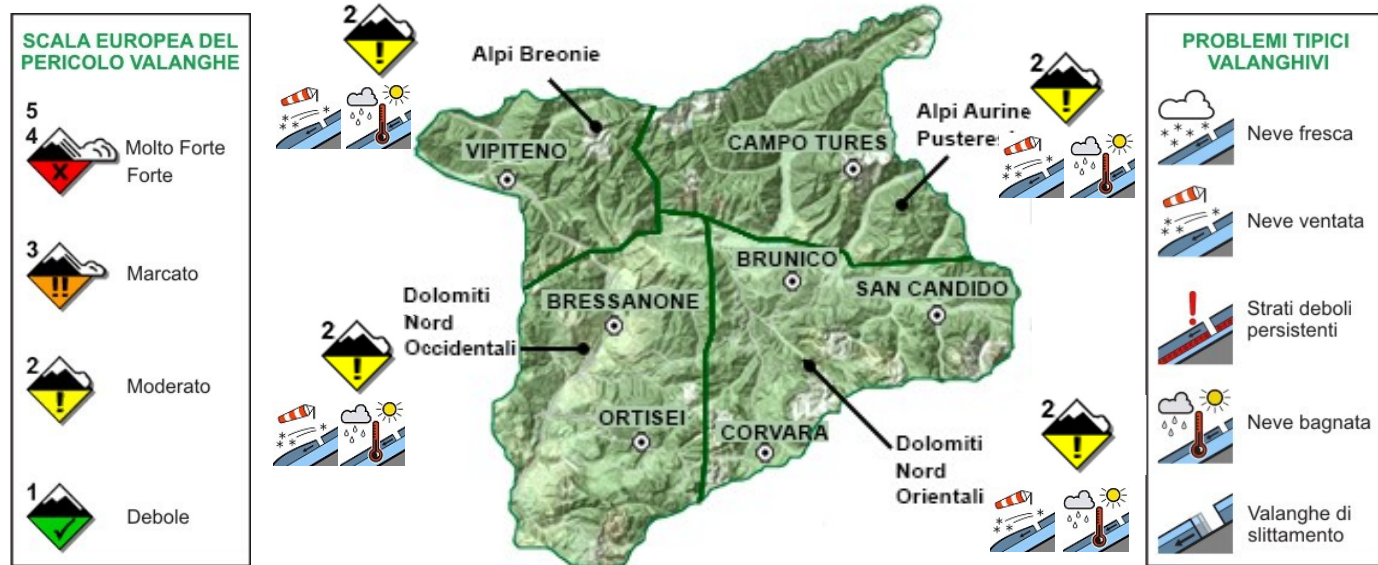 SCALA EUROPEA DEL
PERICOLO VALANGHE
5
4
Molto Forte
Forte
3
Marcato
2
Moderato
1
Debole
2
Alpi Breonie
VIPITENO
2
Alpi Aurine
CAMPO TURES
BRUNICO
SAN CANDIDO
2
Dolomiti
Nord
Occidentali
BRESSANONE
ORTISEI
CORVARA
2
Dolomiti
Nord
Orientali
PROBLEMI TIPICI
VALANGHIVI
Neve fresca
Neve ventata
Strati deboli
persistenti
Neve bagnata
Valanghe di
slittamento